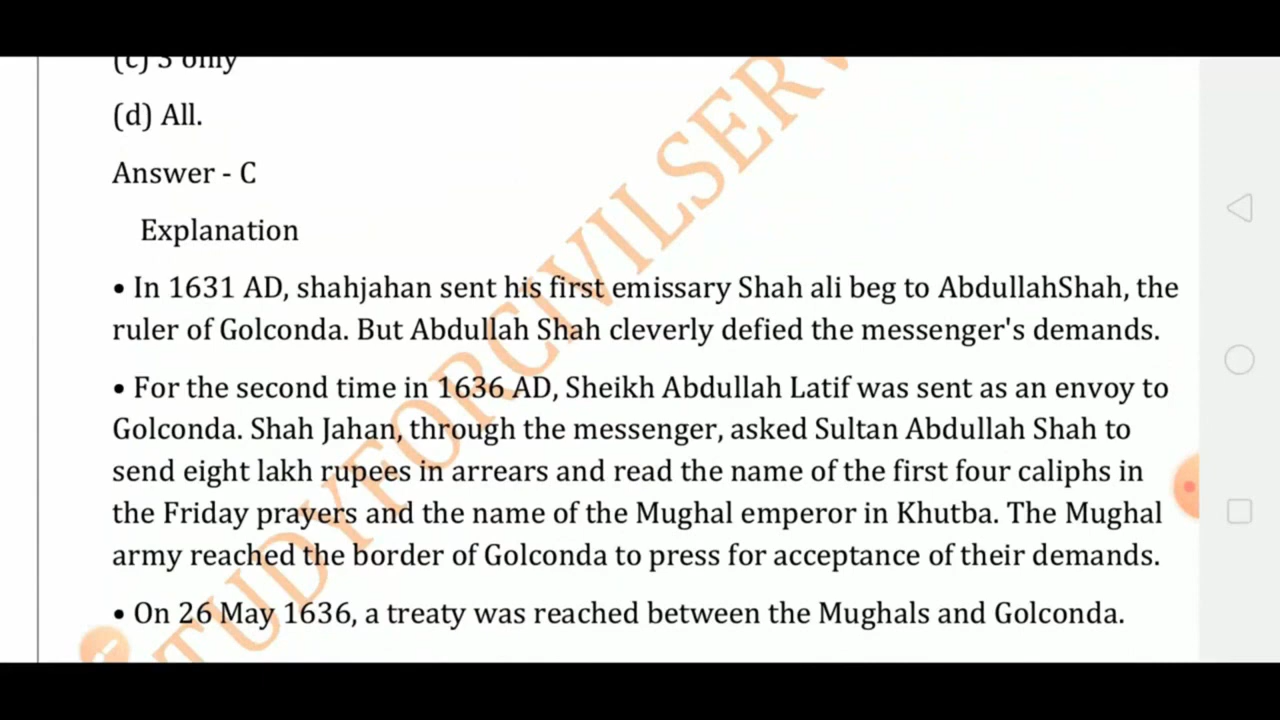 (c) 3 only
(d) All.
Answer - C
Explanation
• In 1631 AD, shahjahan sent his first emissary Shah ali beg to AbdullahShah, the
ruler of Golconda. But Abdullah Shah cleverly defied the messenger's demands.
• For the second time in 1636 AD, Sheikh Abdullah Latif was sent as an envoy to
Golconda. Shah Jahan, through the messenger, asked Sultan Abdullah Shah to
send eight lakh rupees in arrears and read the name of the first four caliphs in
the Friday prayers and the name of the Mughal emperor in Khutba. The Mughal
army reached the border of Golconda to press for acceptance of their demands.
• On 26 May 1636, a treaty was reached between the Mughals and Golconda.
TUDYFORCIVILSERV